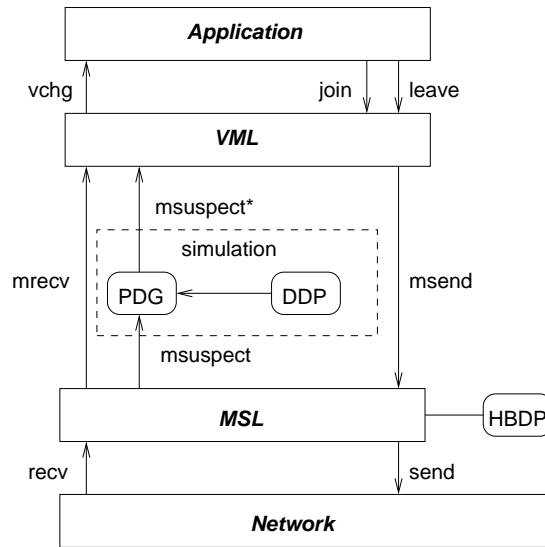 Application
vchg
join
leave
VML
msuspect*
simulation
mrecv
PDG
DDP
msend
msuspect
MSL
HBDP
recv
send
Network